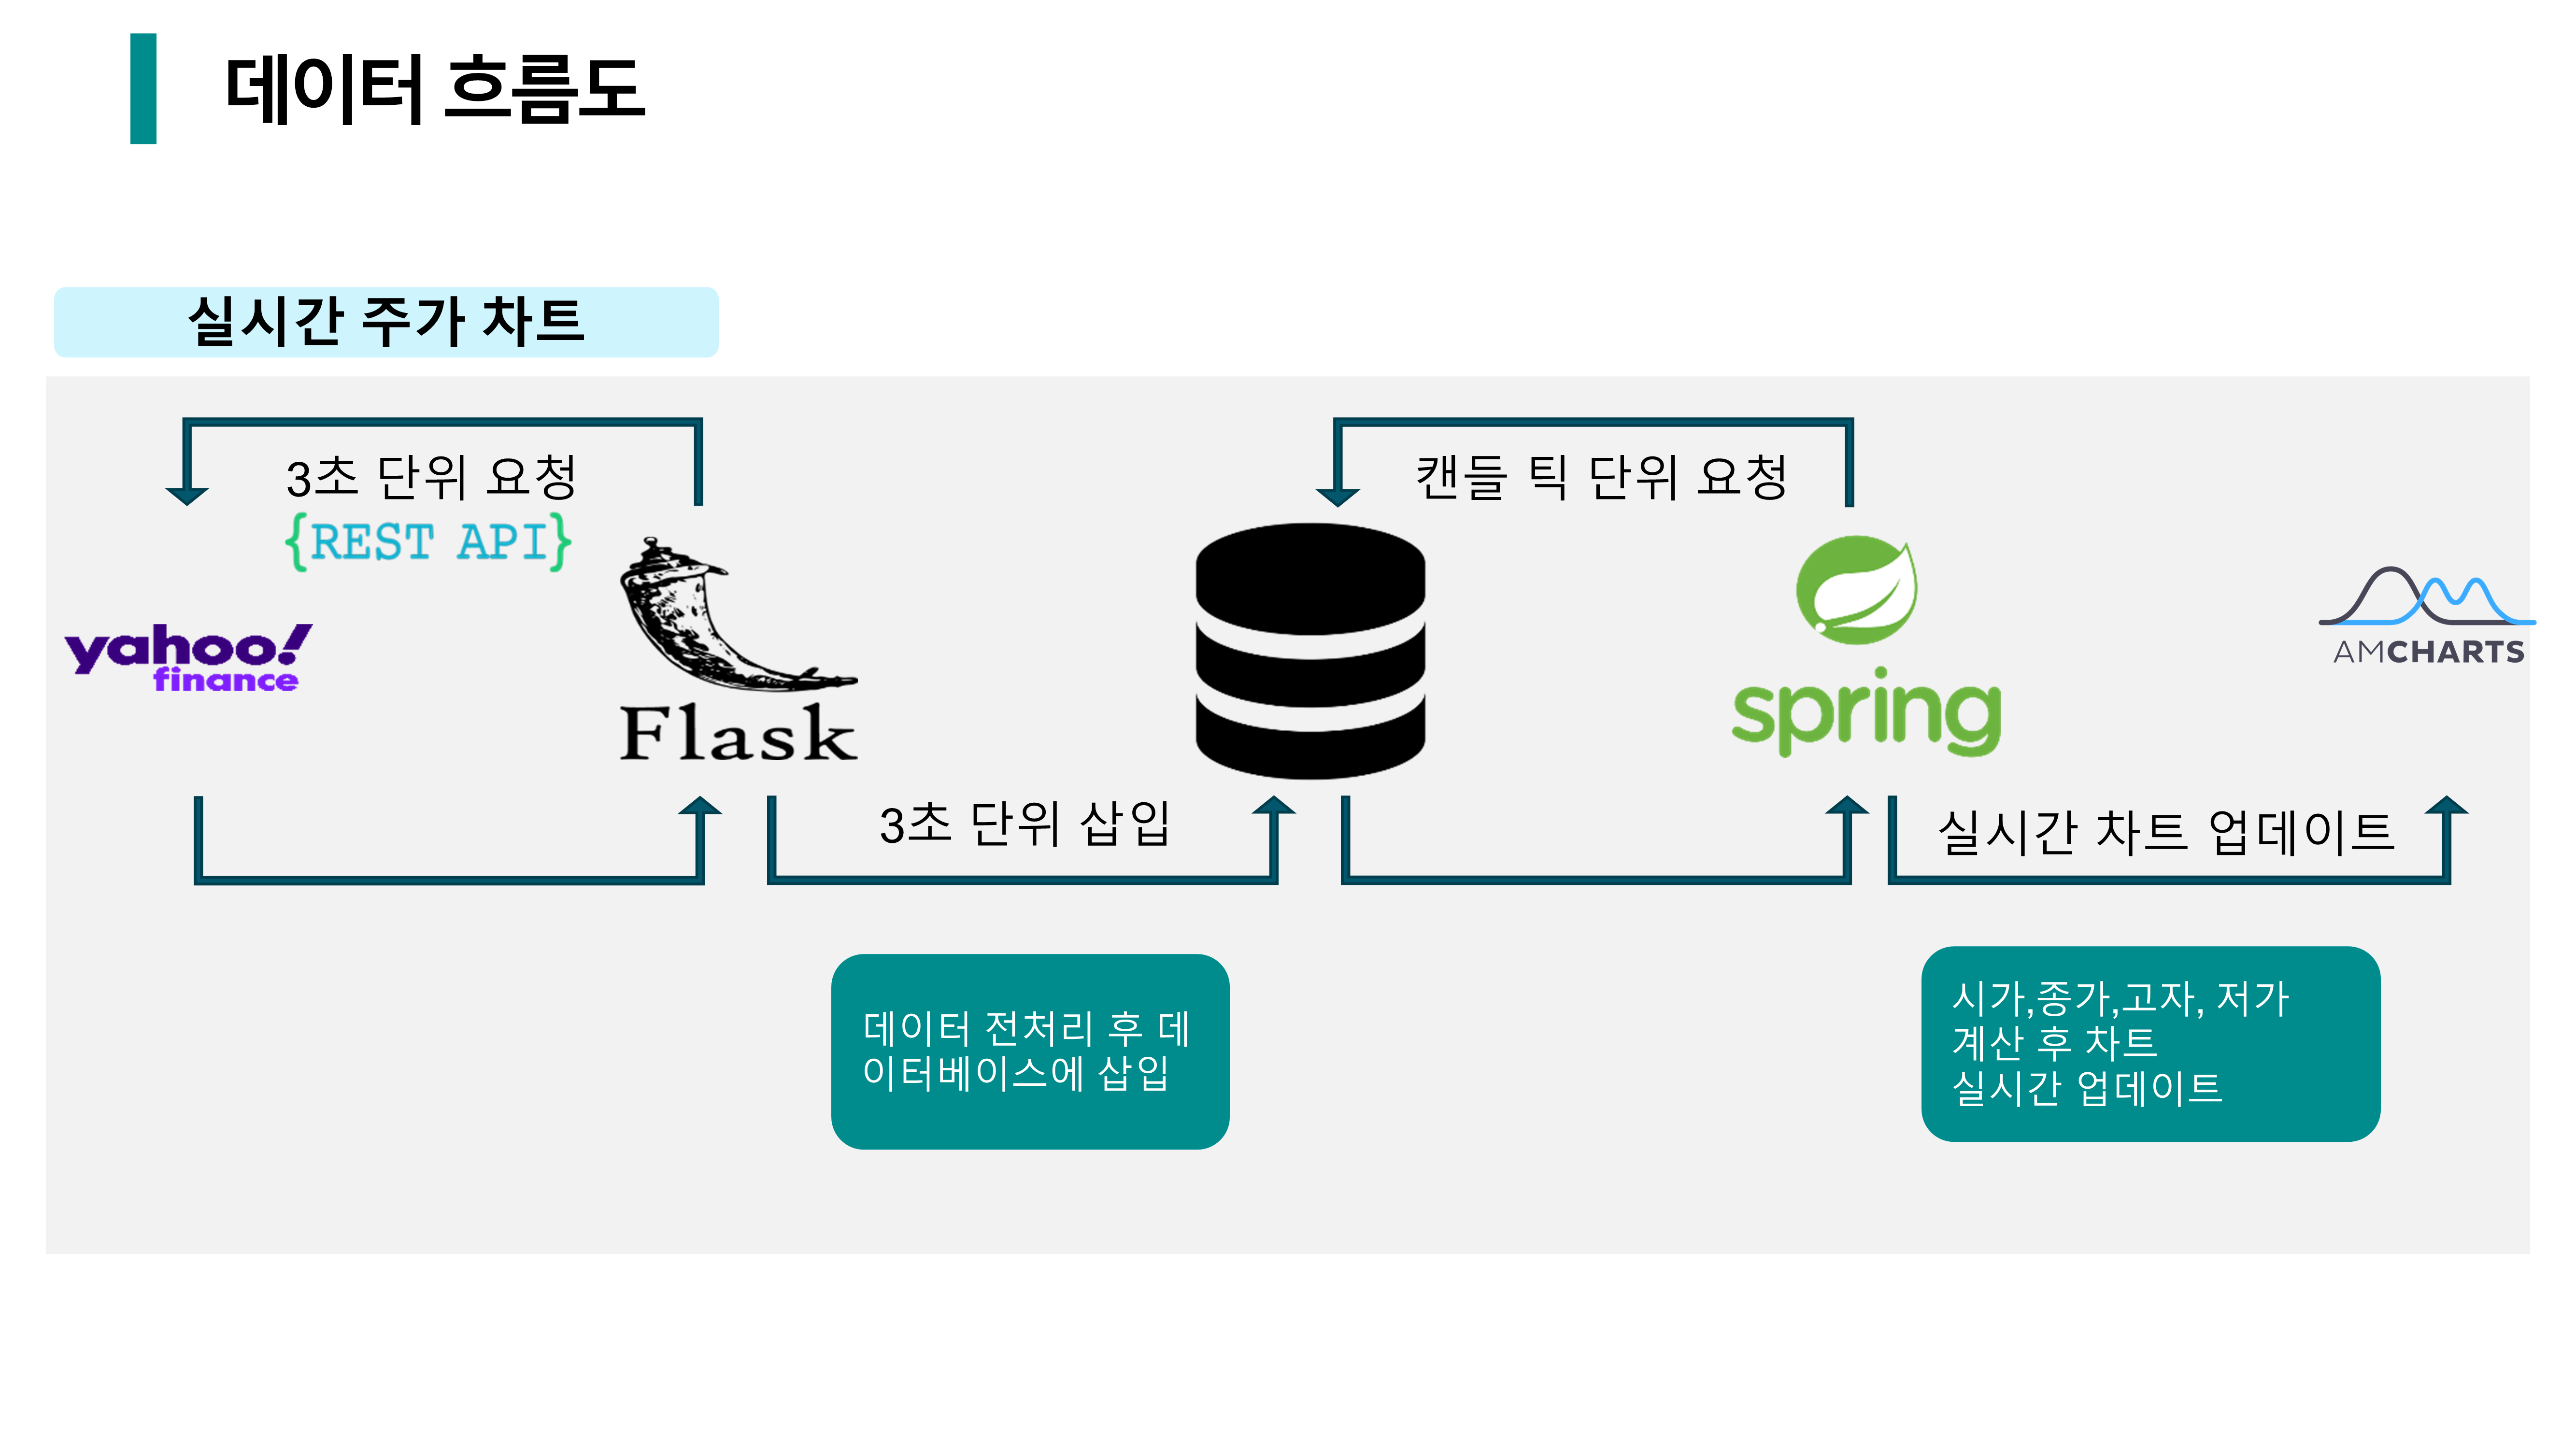 데이터 흐름도
실시간 주가 차트
3초 단위 요청
{REST API}
캔들 틱 단위 요청
yahoo!
finance
Flask
spring
AMCHARTS
3초 단위 삽입
실시간 차트 업데이트
데이터 전처리 후 데
이터베이스에 삽입
시가,종가,고자, 저가
계산 후 차트
실시간 업데이트